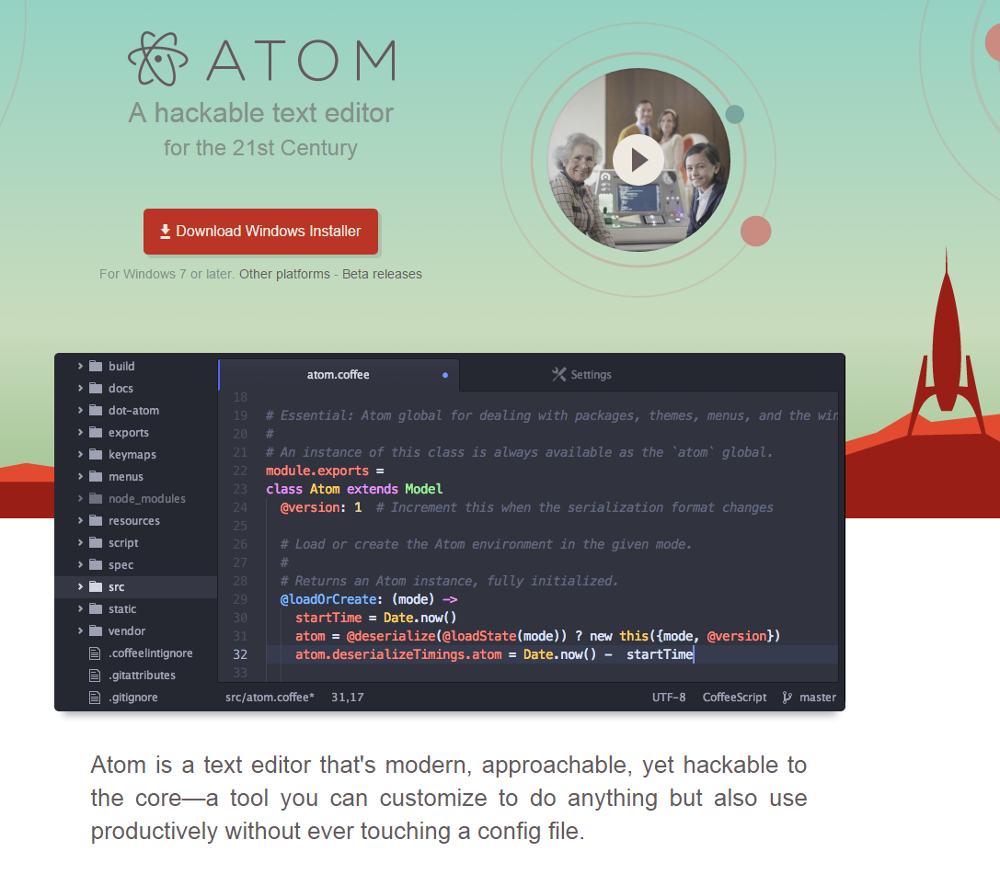 ATOM
A hackable text editor
for the 21st Century
Download Windows Installer
For Windows 7 or later. Other platforms - Beta releases
build
docs
dot-atom
exports
keymaps
menus
node_modules
resources
script
spec
src
static
vendor
.coffeelintignore
.gitattributes
.gitignore
atom.coffee
Settings
18
19 # Essential: Atom global for dealing with packages, themes, menus, and the win
20 #
21 # An instance of this class is always available as the `atom` global.
22 module.exports =
23 class Atom extends Model
24 @version: 1 # Increment this when the serialization format changes
25
26 # Load or create the Atom environment in the given mode.
27 #
28 # Returns an Atom instance, fully initialized.
29 @loadOrCreate: (mode) ->
30 startTime = Date.now()
31 atom = @deserialize(@loadState(mode)) ? new this({mode, @version})
32 atom.deserializeTimings.atom = Date.now() - startTime
33
src/atom.coffee* 31,17 UTF-8 CoffeeScript master
Atom is a text editor that's modern, approachable, yet hackable to
the core—a tool you can customize to do anything but also use
productively without ever touching a config file.